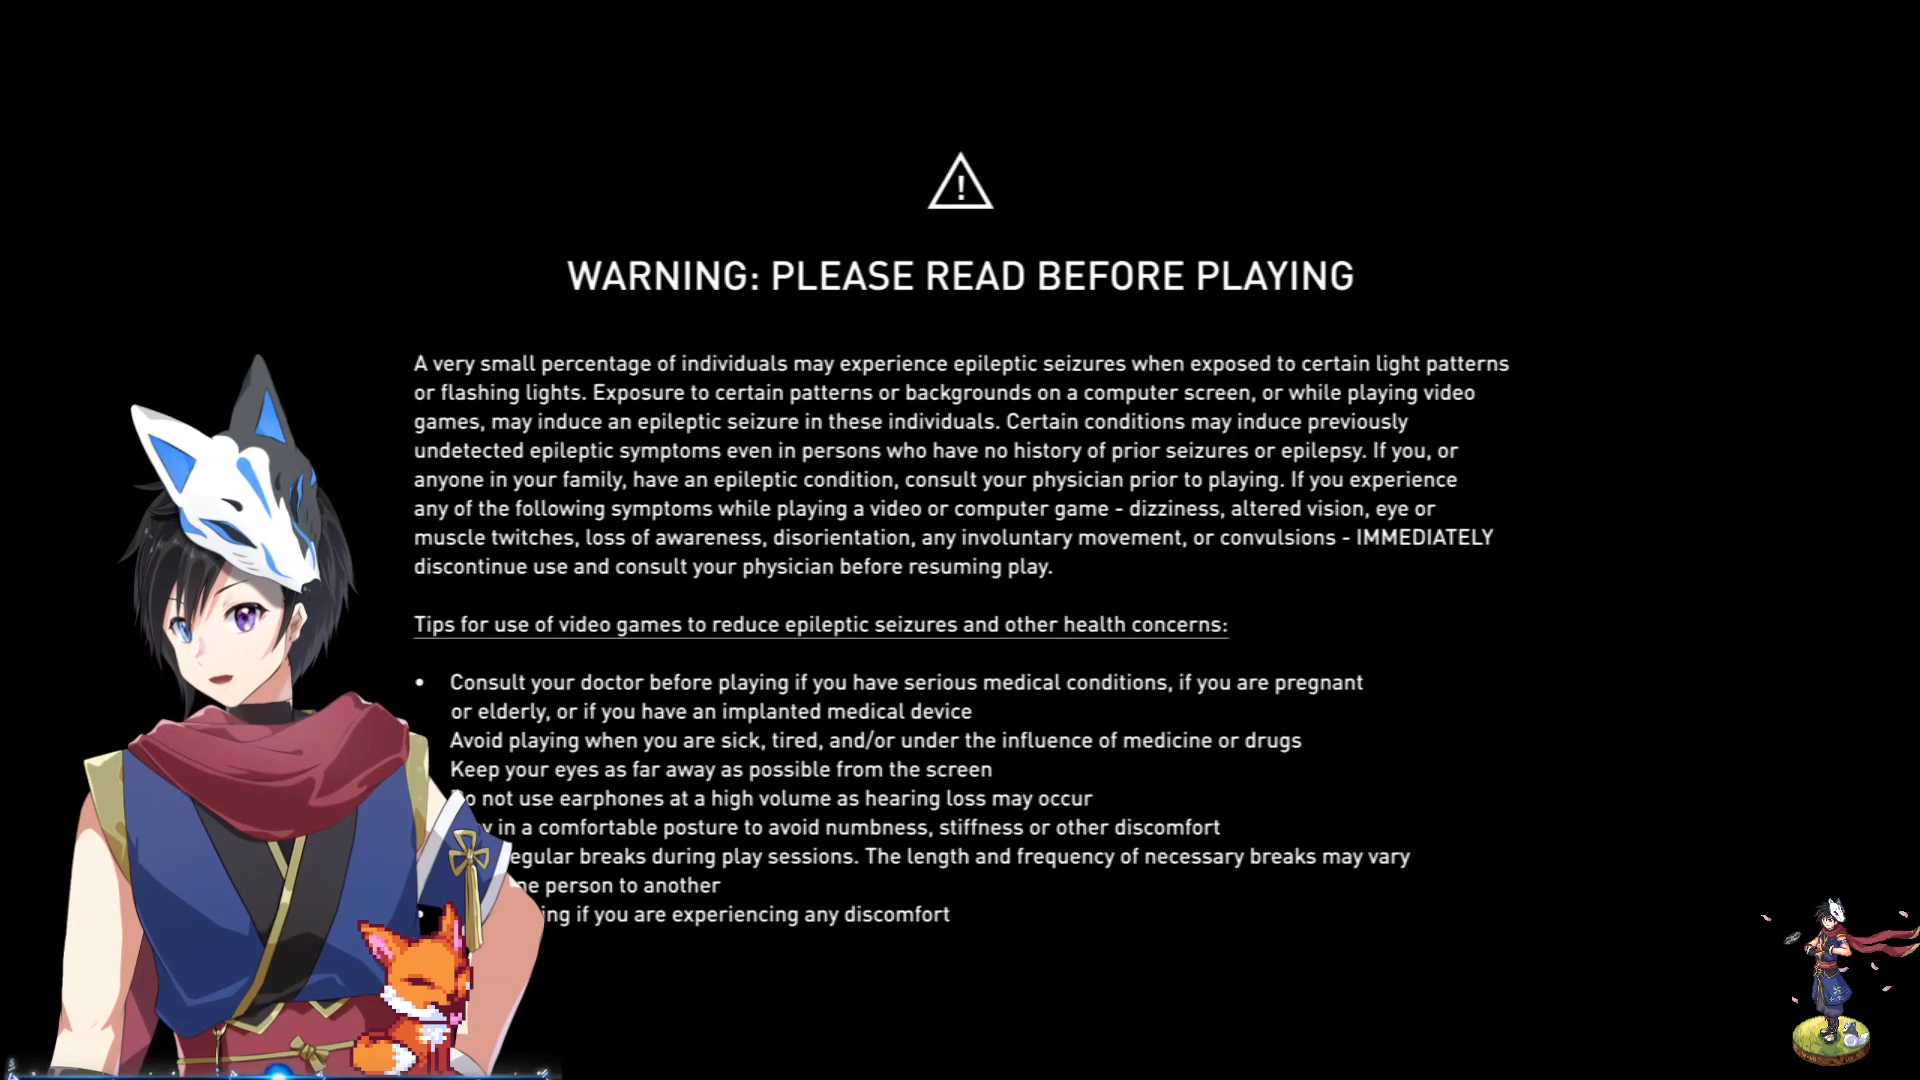 WARNING: PLEASE READ BEFORE PLAYING
A very small percentage of individuals may experience epileptic seizures when exposed to certain light patterns
or flashing lights. Exposure to certain patterns or backgrounds on a computer screen, or while playing video
games, may induce an epileptic seizure in these individuals. Certain conditions may induce previously
undetected epileptic symptoms even in persons who have no history of prior seizures or epilepsy. If you, or
anyone in your family, have an epileptic condition, consult your physician prior to playing. If you experience
any of the following symptoms while playing a video or computer game - dizziness, altered vision, eye or
muscle twitches, loss of awareness, disorientation, any involuntary movement, or convulsions - IMMEDIATELY
discontinue use and consult your physician before resuming play.
Tips for use of video games to reduce epileptic seizures and other health concerns:
• Consult your doctor before playing if you have serious medical conditions, if you are pregnant
or elderly, or if you have an implanted medical device
Avoid playing when you are sick, tired, and/or under the influence of medicine or drugs
Keep your eyes as far away as possible from the screen
Do not use earphones at a high volume as hearing loss may occur
in a comfortable posture to avoid numbness, stiffness or other discomfort
breaks during play sessions. The length and frequency of necessary breaks may vary
person to another
if you are experiencing any discomfort